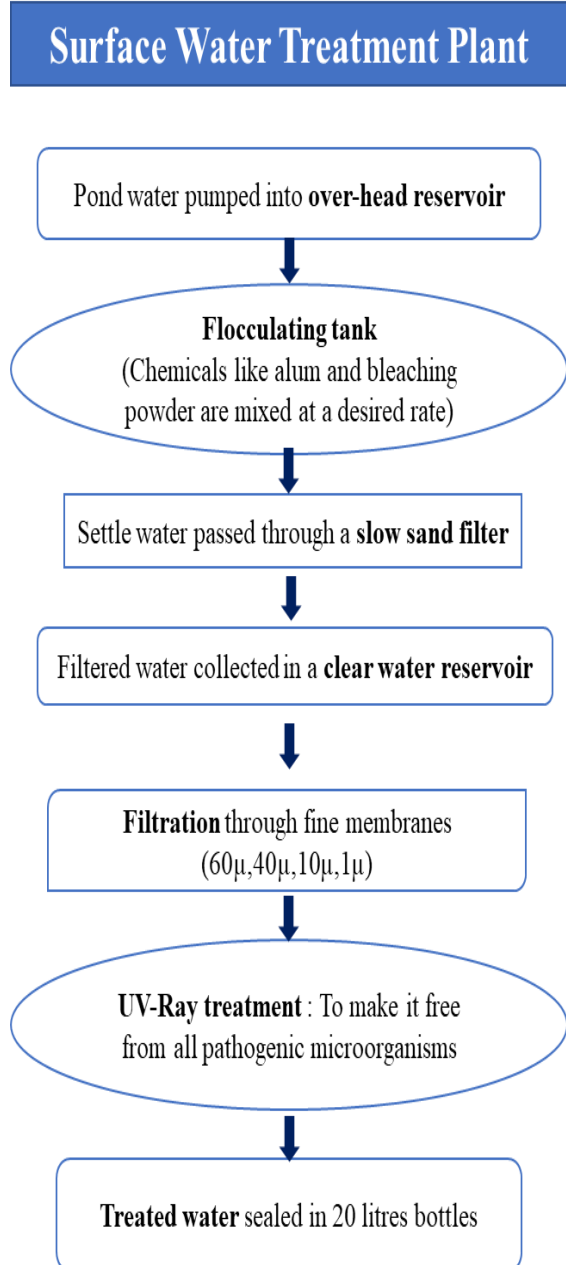 Surface Water Treatment Plant
Pond water pumped into over-head reservoir
Flocculating tank
(Chemicals like alum and bleaching
powder are mixed at a desired rate)
Settle water passed through a slow sand filter
Filtered water collected in a clear water reservoir
Filtration through fine membranes
(60μ,40μ,10μ,1μ)
UV-Ray treatment : To make it free
from all pathogenic microorganisms
Treated water sealed in 20 litres bottles